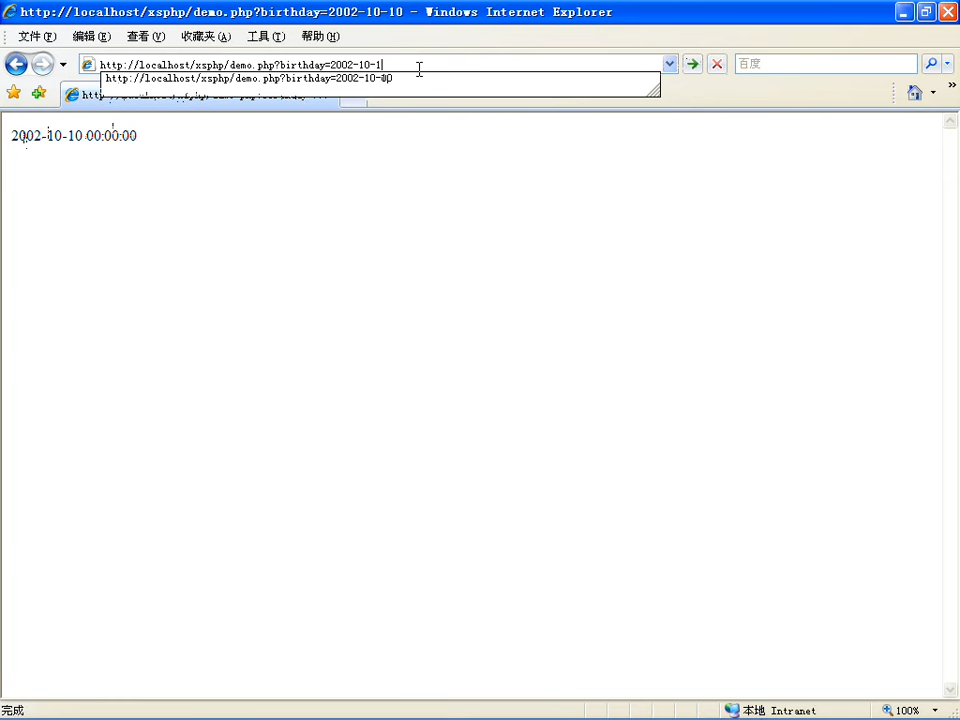 http://localhost/xsphp/demo.php?birthday=2002-10-10 - Windows Internet Explorer
文件(F) 编辑(E) 查看(V) 收藏夹(A) 工具(T) 帮助(H)
http://localhost/xsphp/demo.php?birthday=2002-10-1
百度
http://localhost/xsphp/demo.php?birthday=2002-10-
2002-10-10 00:00:00
完成
本地 Intranet
100%